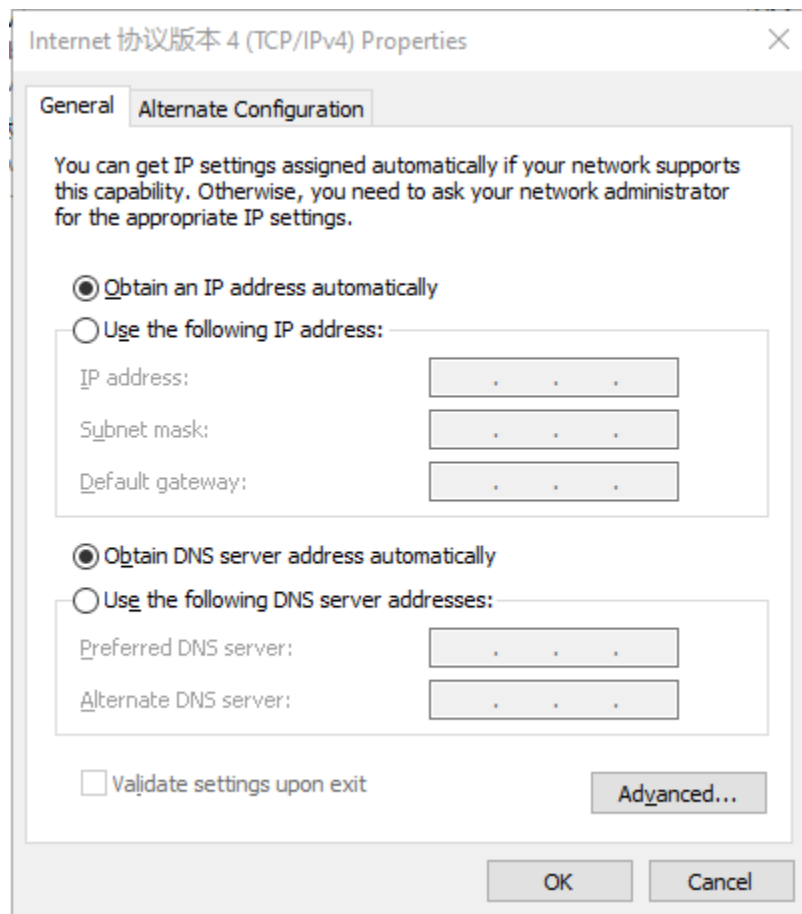 Internet 协议版本 4 (TCP/IPv4) Properties
General
Alternate Configuration
You can get IP settings assigned automatically if your network supports
this capability. Otherwise, you need to ask your network administrator
for the appropriate IP settings.
Obtain an IP address automatically
Use the following IP address:
IP address:
Subnet mask:
Default gateway:
Obtain DNS server address automatically
Use the following DNS server addresses:
Preferred DNS server:
Alternate DNS server:
Validate settings upon exit
Advanced...
OK
Cancel